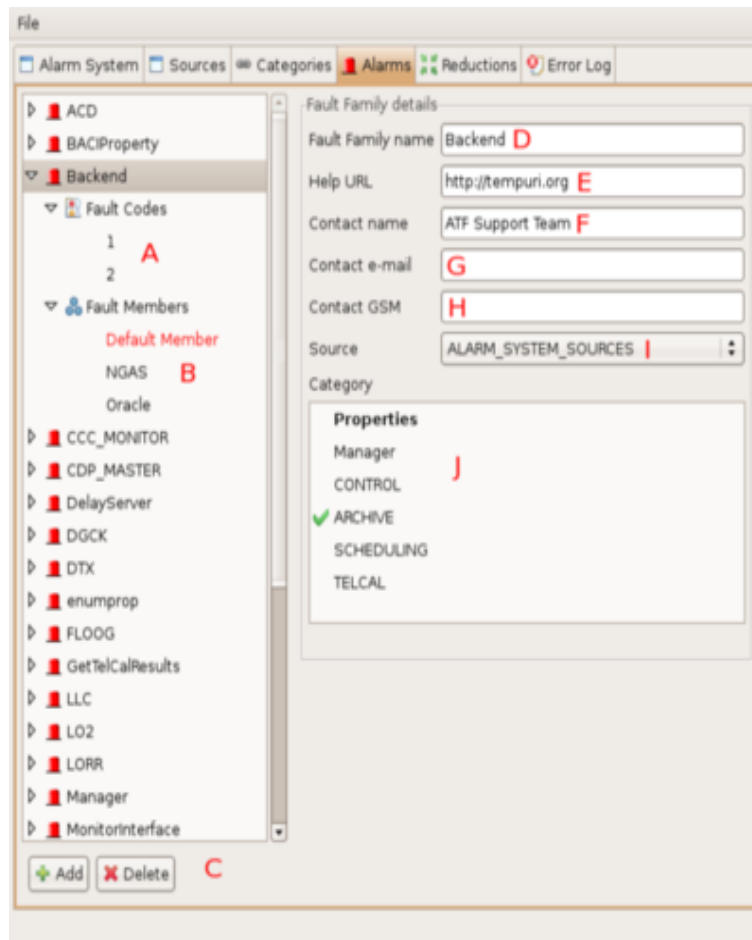 File
Alarm System Sources Categories Alarms Reductions Error Log
ACD
BACIProperty
Backend
Fault Codes
1
A
2
Fault Members
Default Member
NGAS B
Oracle
CCC_MONITOR
CDP_MASTER
DelayServer
DGCK
DTX
enumprop
FLOOG
GetTelCalResults
LLC
LO2
LORR
Manager
MonitorInterface
Add Delete C
Fault Family details
Fault Family name Backend D
Help URL http://tempuri.org E
Contact name ATF Support Team F
Contact e-mail G
Contact GSM H
Source ALARM_SYSTEM_SOURCES I
Category
Properties
Manager
J
CONTROL
ARCHIVE
SCHEDULING
TELCAL